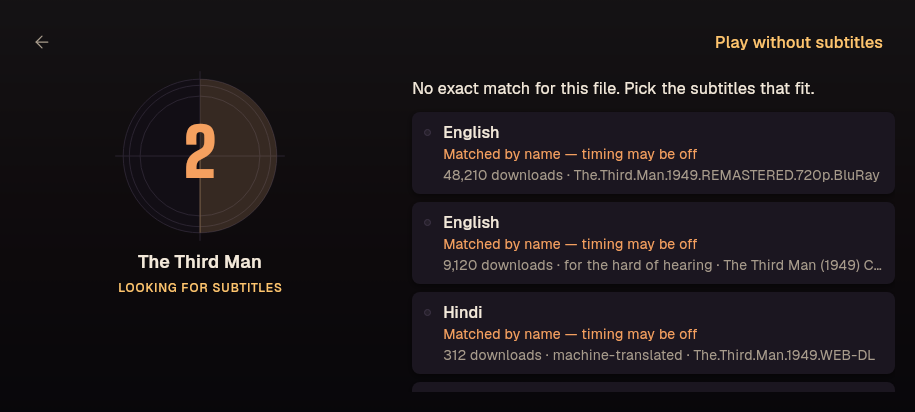 Play without subtitles
2
The Third Man
LOOKING FOR SUBTITLES
No exact match for this file. Pick the subtitles that fit.
English
Matched by name — timing may be off
48,210 downloads · The.Third.Man.1949.REMASTERED.720p.BluRay
English
Matched by name — timing may be off
9,120 downloads · for the hard of hearing · The Third Man (1949) C…
Hindi
Matched by name — timing may be off
312 downloads · machine-translated · The.Third.Man.1949.WEB-DL